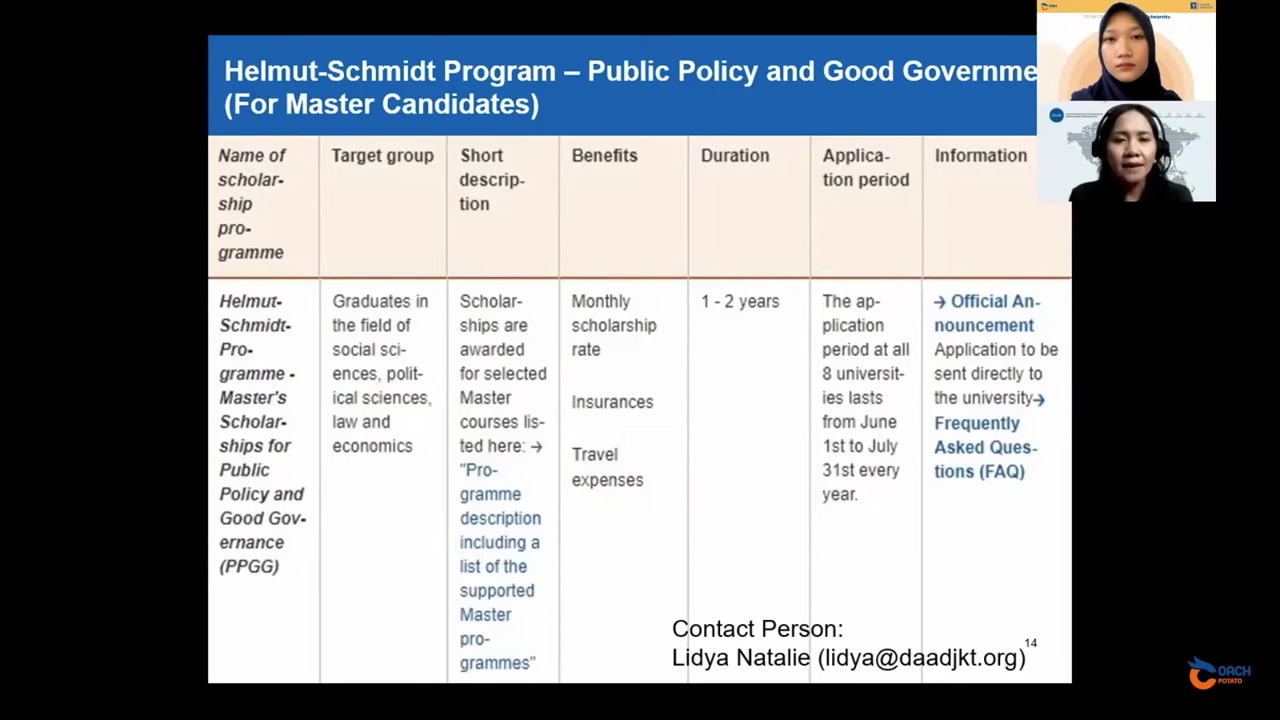 Helmut-Schmidt Program – Public Policy and Good Governme
(For Master Candidates)
Name of
scholar-
ship
pro-
gramme
Target group
Short
descrip-
tion
Benefits
Duration
Applica-
tion period
Information
Helmut-
Schmidt-
Pro-
gramme -
Master's
Scholar-
ships for
Public
Policy and
Good Gov-
ernance
(PPGG)
Graduates in
the field of
social sci-
ences, polit-
ical sciences,
law and
economics
Scholar-
ships are
awarded
for selected
Master
courses lis-
ted here: →
"Pro-
gramme
description
including a
list of the
supported
Master
pro-
grammes"
Monthly
scholarship
rate
Insurances
Travel
expenses
1 - 2 years
The ap-
plication
period at all
8 universit-
ies lasts
from June
1st to July
31st every
year.
→ Official An-
nouncement
Application to be
sent directly to
the university→
Frequently
Asked Ques-
tions (FAQ)
Contact Person:
Lidya Natalie (lidya@daadjkt.org)
14
OACH
POTATO